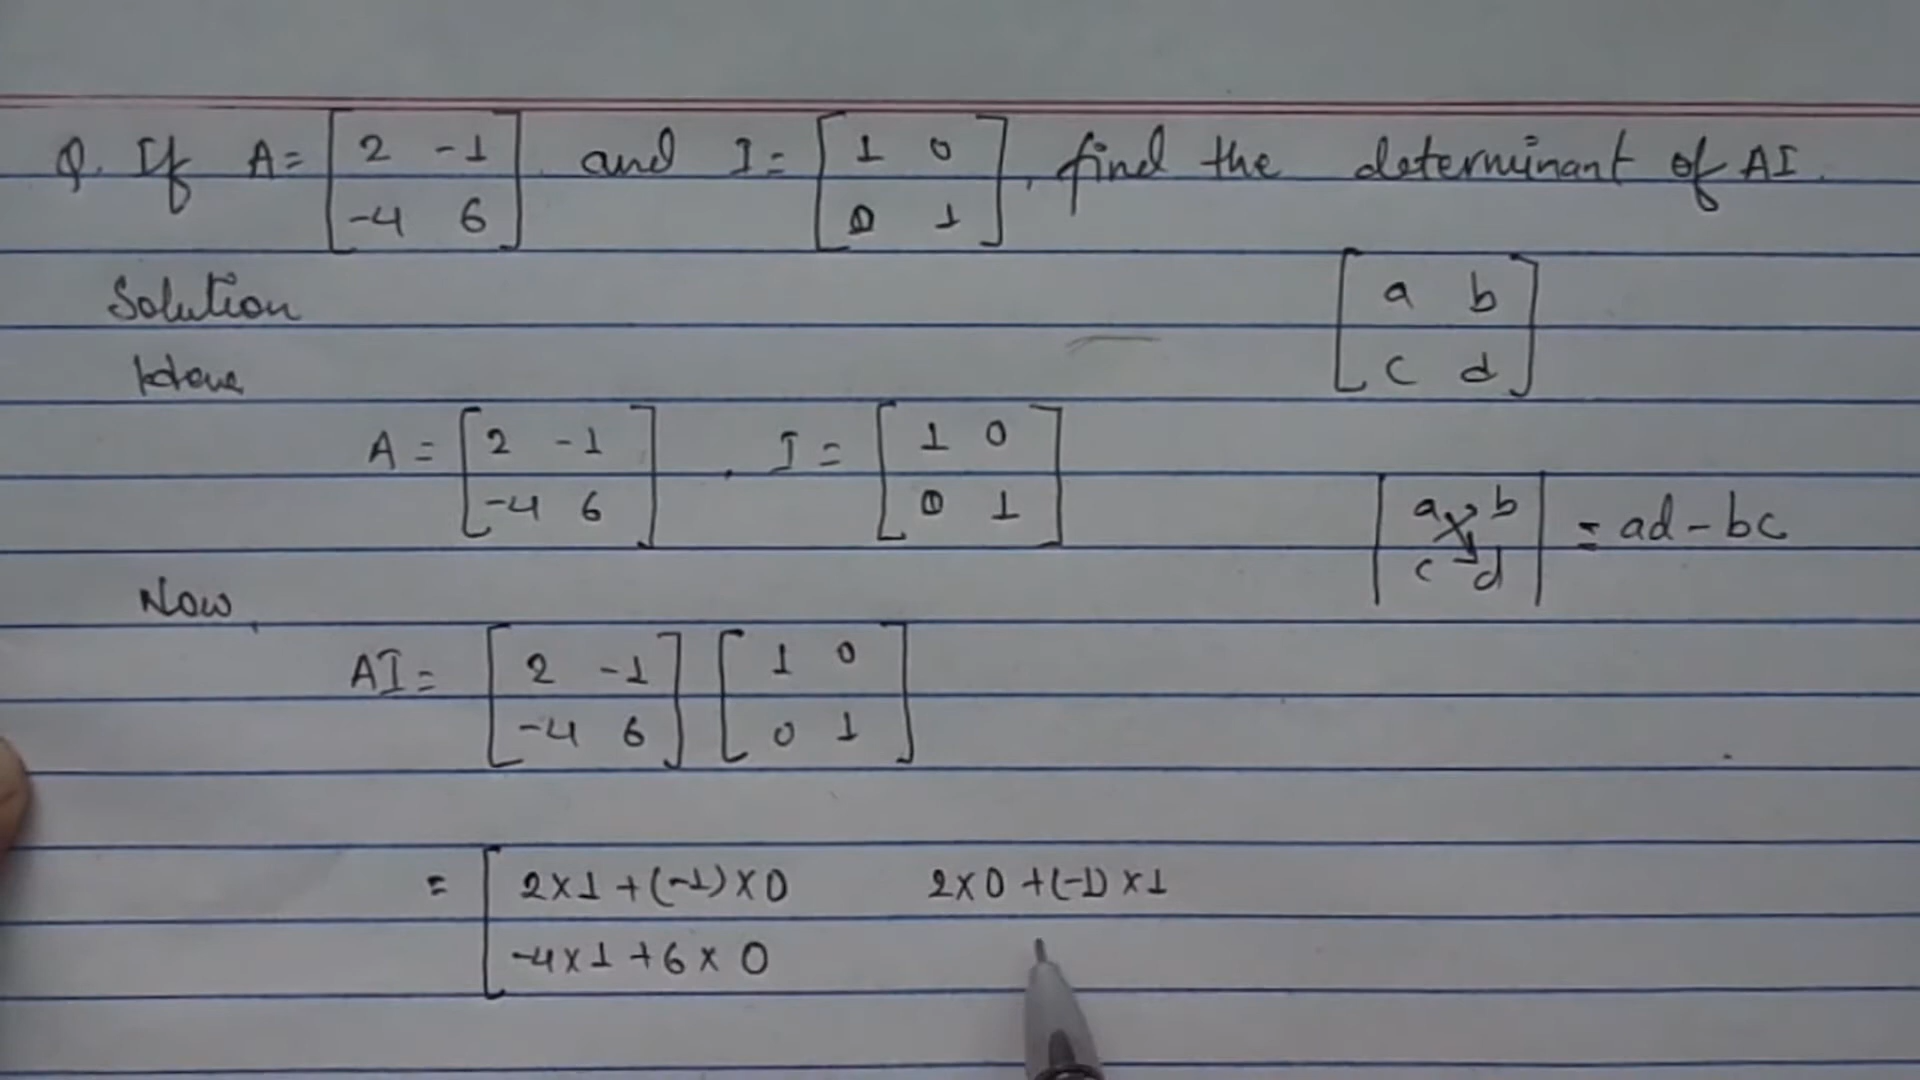 Q. If A = [2 -1 -4 6] and I = [1 0 0 1], find the determinant of AI.
Solution
[a b
c d]
Here
A = [2 -1
-4 6] , I = [1 0
0 1]
|a b
c d| = ad - bc
Now,
AI = [2 -1
-4 6] [1 0
0 1]
= [2×1+(-1)×0 2×0+(-1)×1
-4×1+6×0